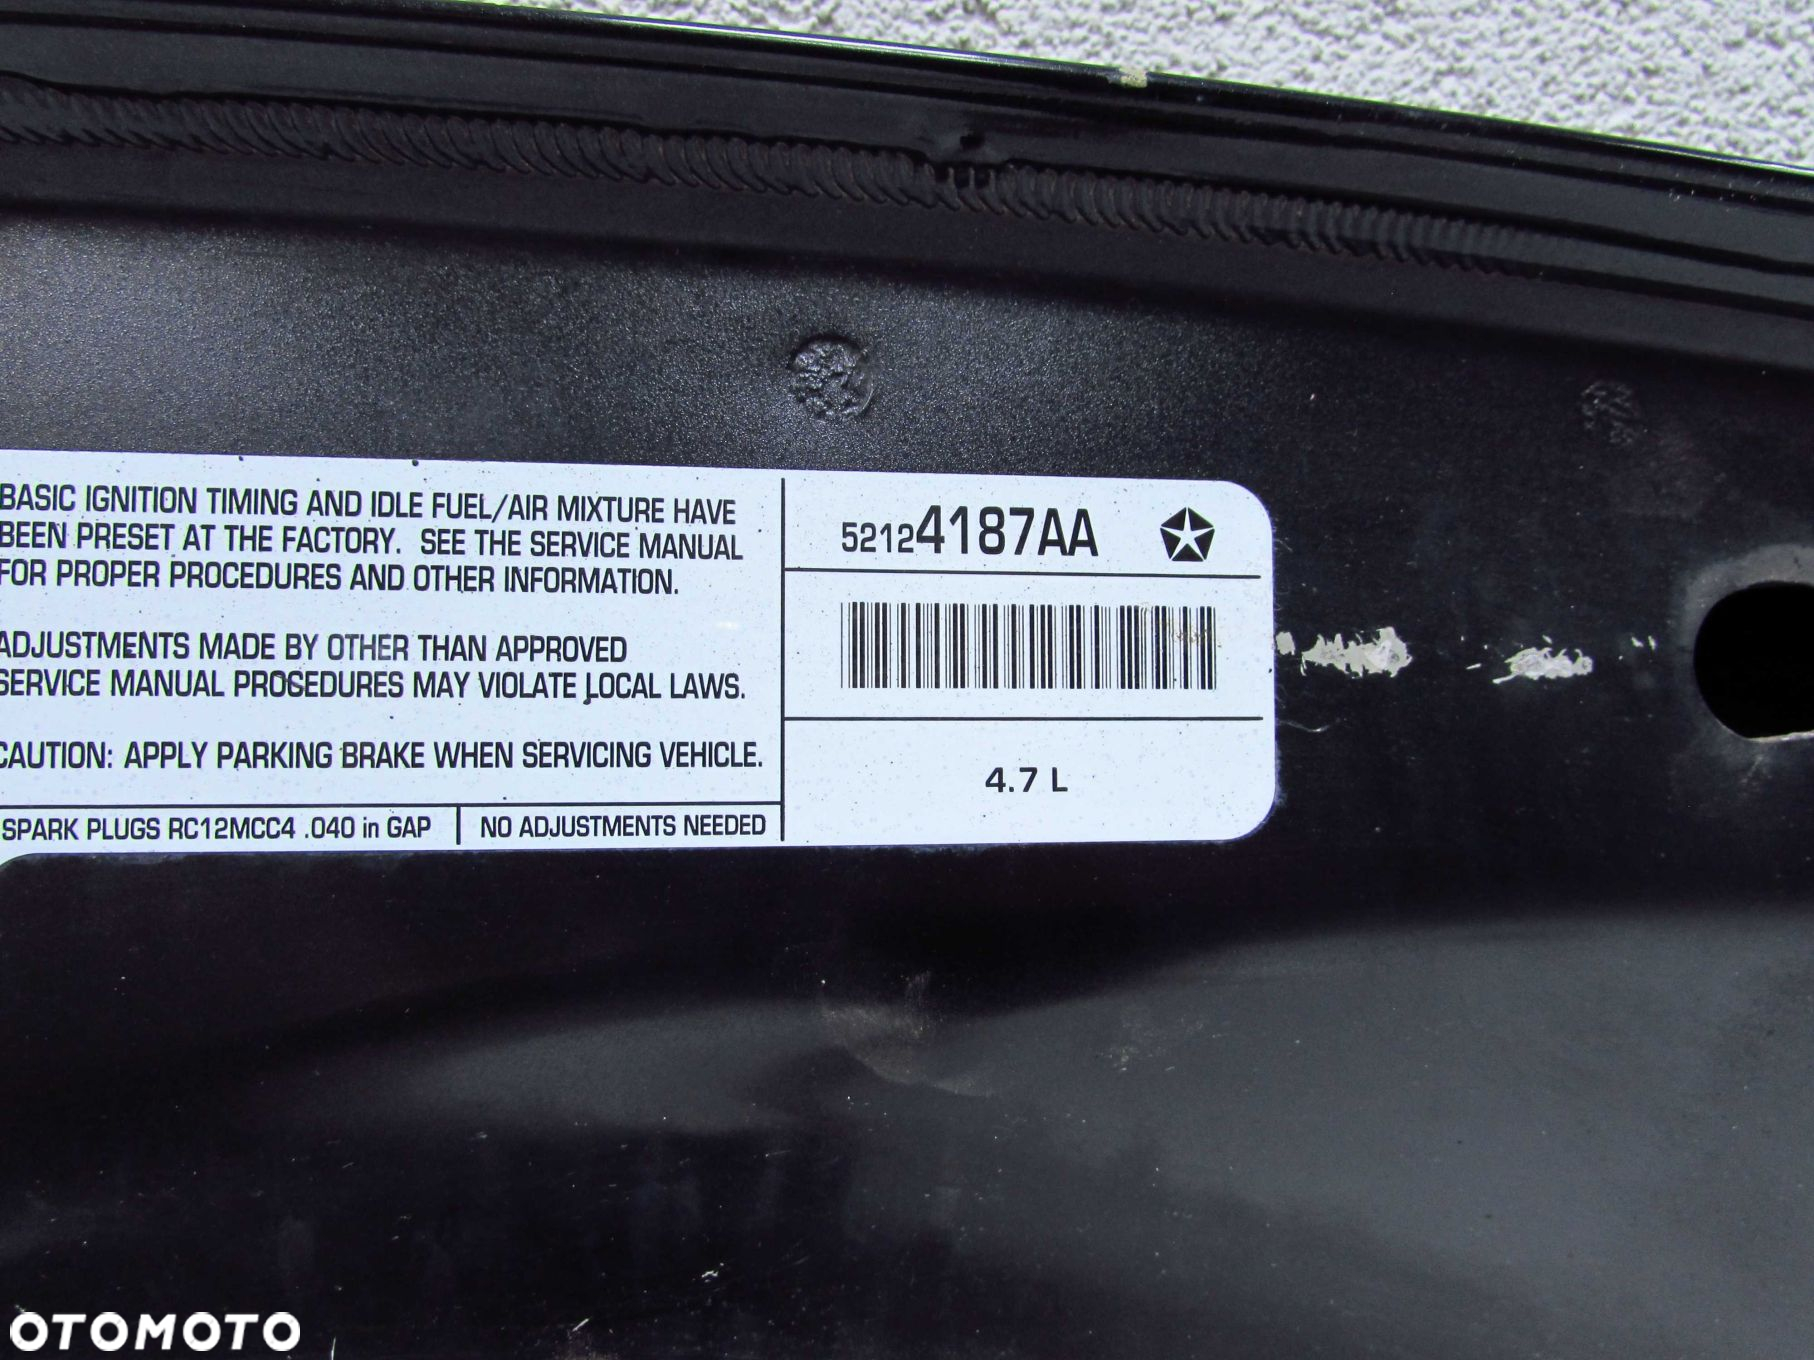 BASIC IGNITION TIMING AND IDLE FUEL/AIR MIXTURE HAVE
BEEN PRESET AT THE FACTORY. SEE THE SERVICE MANUAL
FOR PROPER PROCEDURES AND OTHER INFORMATION.
ADJUSTMENTS MADE BY OTHER THAN APPROVED
SERVICE MANUAL PROCEDURES MAY VIOLATE LOCAL LAWS.
CAUTION: APPLY PARKING BRAKE WHEN SERVICING VEHICLE.
SPARK PLUGS RC12MCC4 .040 in GAP
NO ADJUSTMENTS NEEDED
52124187AA
4.7 L
OTOMOTO